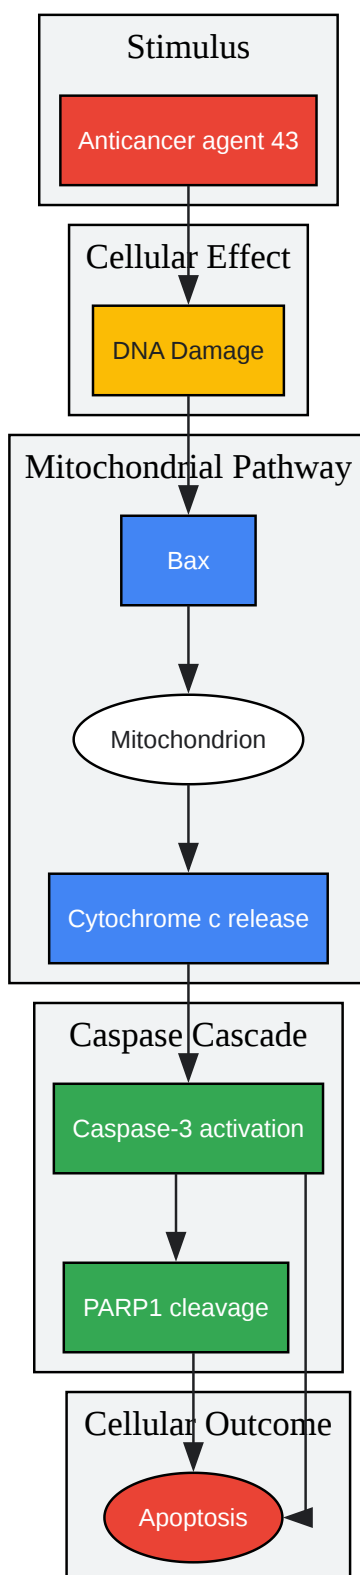 Stimulus
Anticancer agent 43
Cellular Effect
DNA Damage
Mitochondrial Pathway
Bax
Mitochondrion
Cytochrome c release
Caspase Cascade
Caspase-3 activation
PARP1 cleavage
Cellular Outcome
Apoptosis